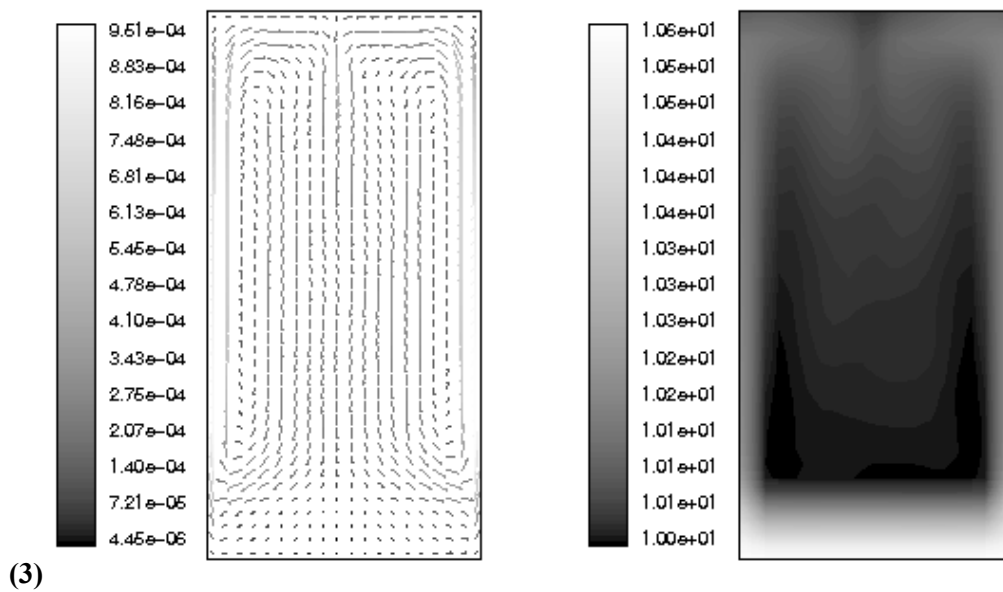 9.51e-04
8.83e-04
8.16e-04
7.48e-04
6.81e-04
6.13e-04
5.45e-04
4.78e-04
4.10e-04
3.43e-04
2.75e-04
2.07e-04
1.40e-04
7.21e-05
4.45e-06
1.06e+01
1.05e+01
1.05e+01
1.04e+01
1.04e+01
1.04e+01
1.03e+01
1.03e+01
1.03e+01
1.02e+01
1.02e+01
1.01e+01
1.01e+01
1.01e+01
1.00e+01
(3)